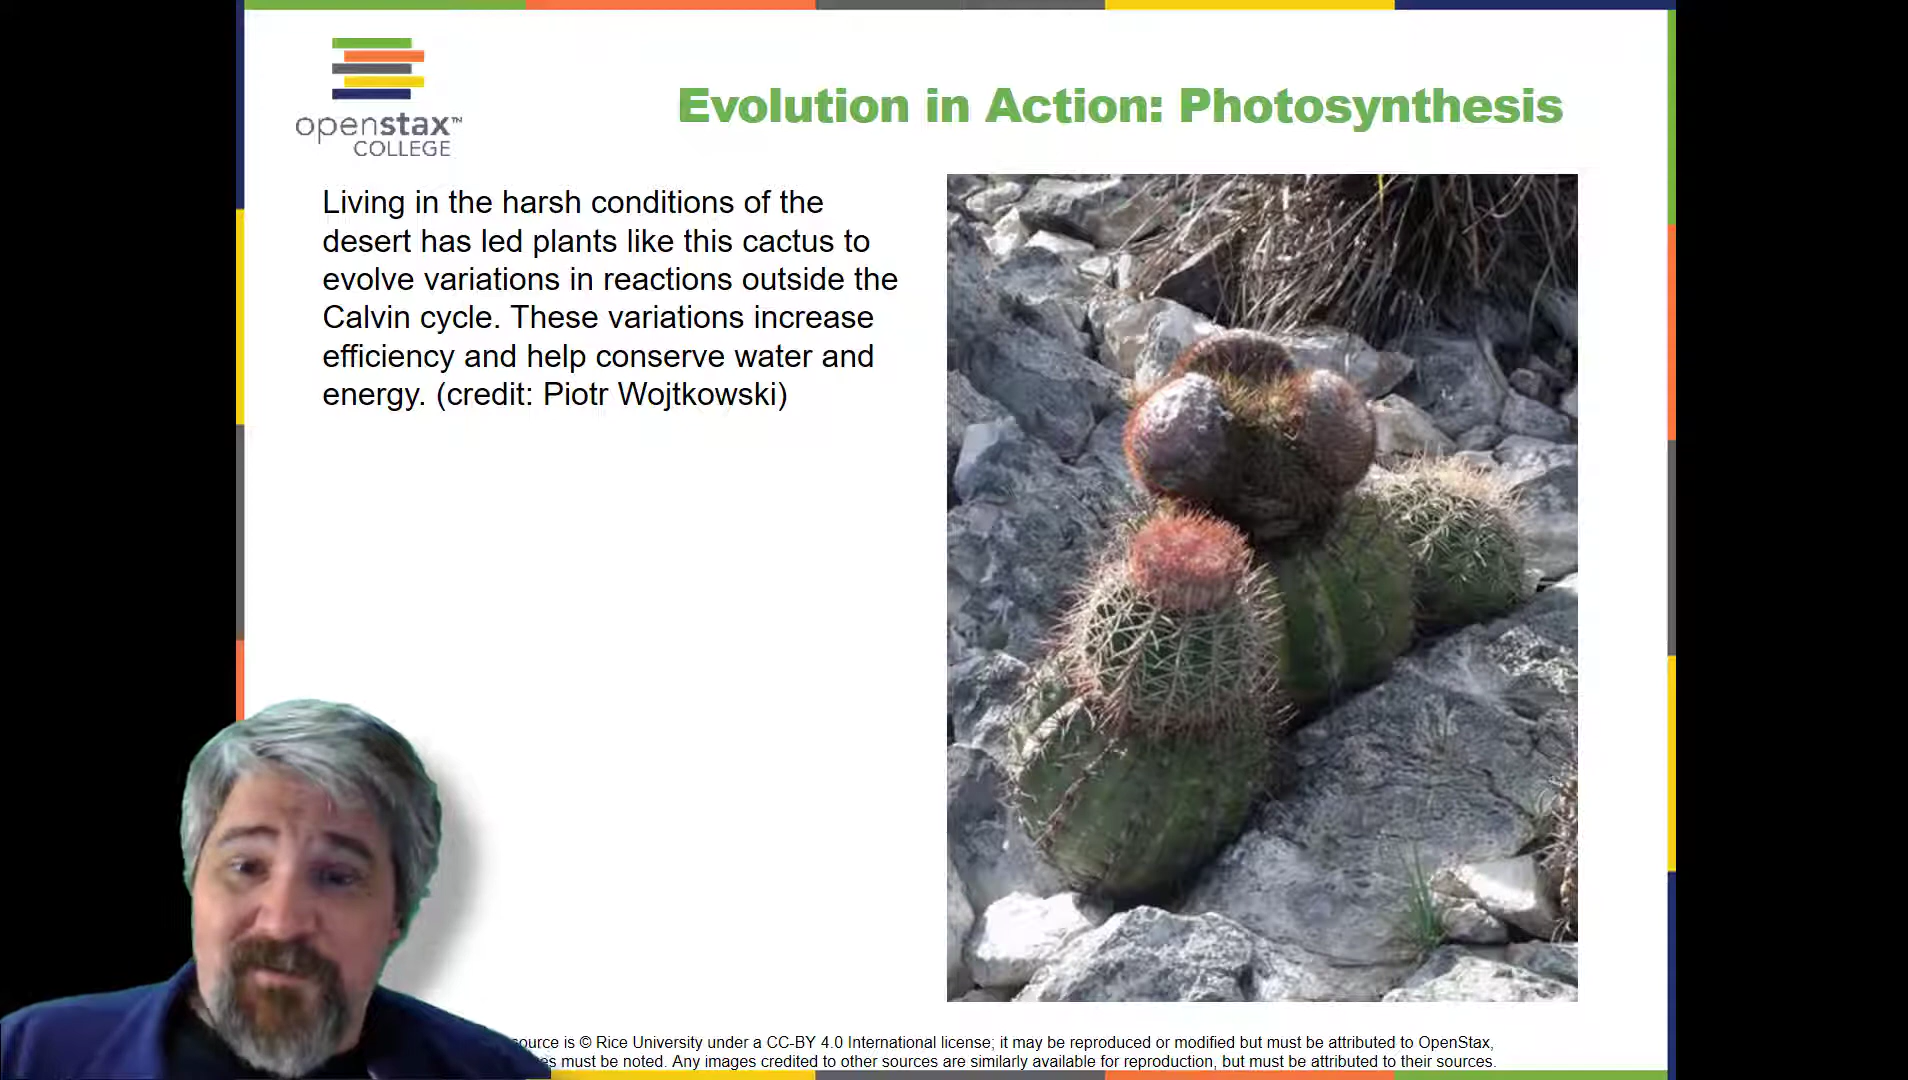 openstax™
COLLEGE
Evolution in Action: Photosynthesis
Living in the harsh conditions of the
desert has led plants like this cactus to
evolve variations in reactions outside the
Calvin cycle. These variations increase
efficiency and help conserve water and
energy. (credit: Piotr Wojtkowski)
source is © Rice University under a CC-BY 4.0 International license; it may be reproduced or modified but must be attributed to OpenStax,
must be noted. Any images credited to other sources are similarly available for reproduction, but must be attributed to their sources.